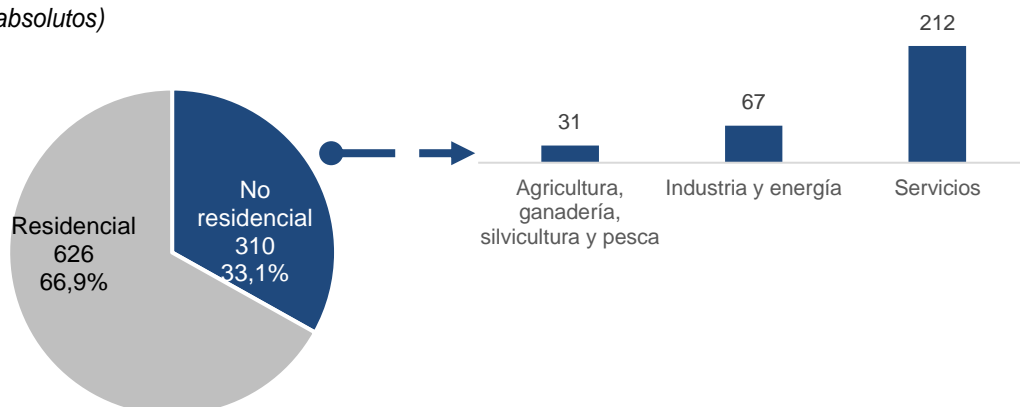 absolutos)
212
67
31
Agricultura,
ganadería,
silvicultura y pesca
Industria y energía
Servicios
No
residencial
310
33,1%
Residencial
626
66,9%